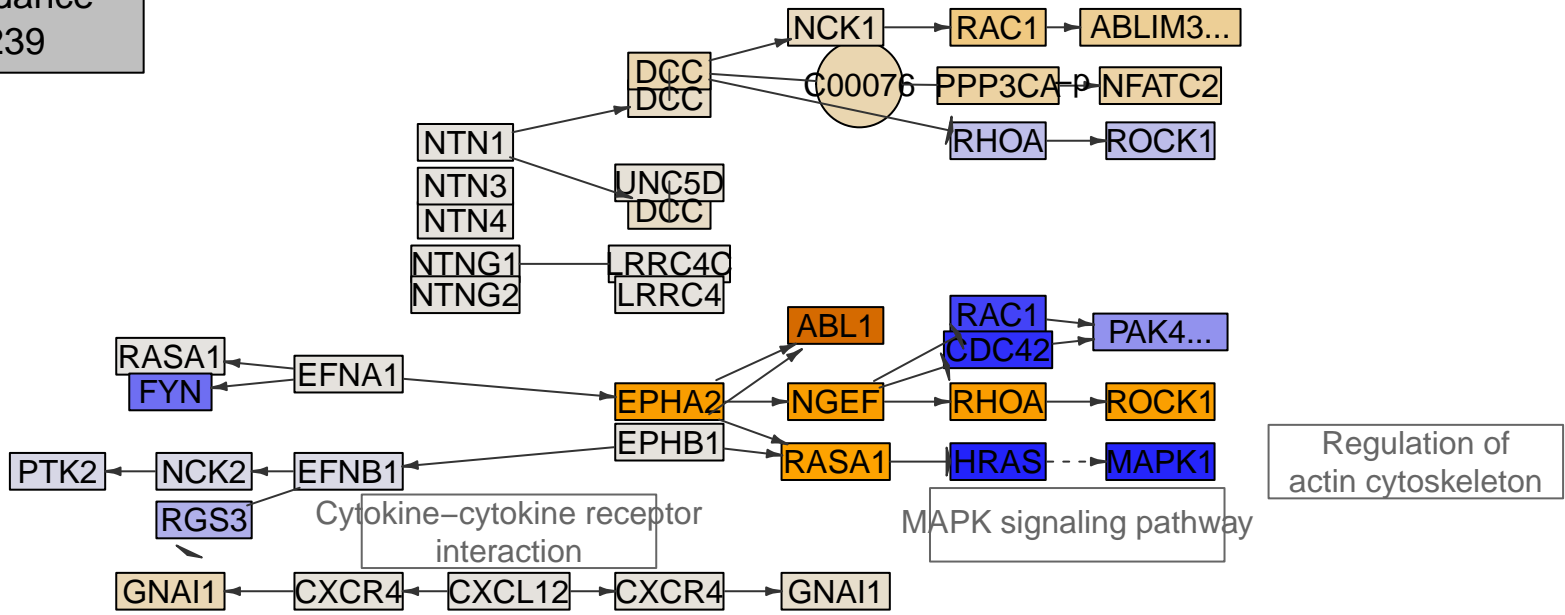 239
NCK1
RAC1
ABLIM3...
DCC
DCC
C00076
PPP3CA
–p
NFATC2
RHOA
ROCK1
NTN1
NTN3
NTN4
UNC5D
DCC
NTNG1
NTNG2
LRRC4C
LRRC4
RASA1
FYN
EFNA1
ABL1
RAC1
CDC42
PAK4...
EPHA2
NGEF
RHOA
ROCK1
EPHB1
RASA1
HRAS
MAPK1
PTK2
NCK2
EFNB1
RGS3
Cytokine–cytokine receptor
interaction
MAPK signaling pathway
Regulation of
actin cytoskeleton
GNAI1
CXCR4
CXCL12
CXCR4
GNAI1